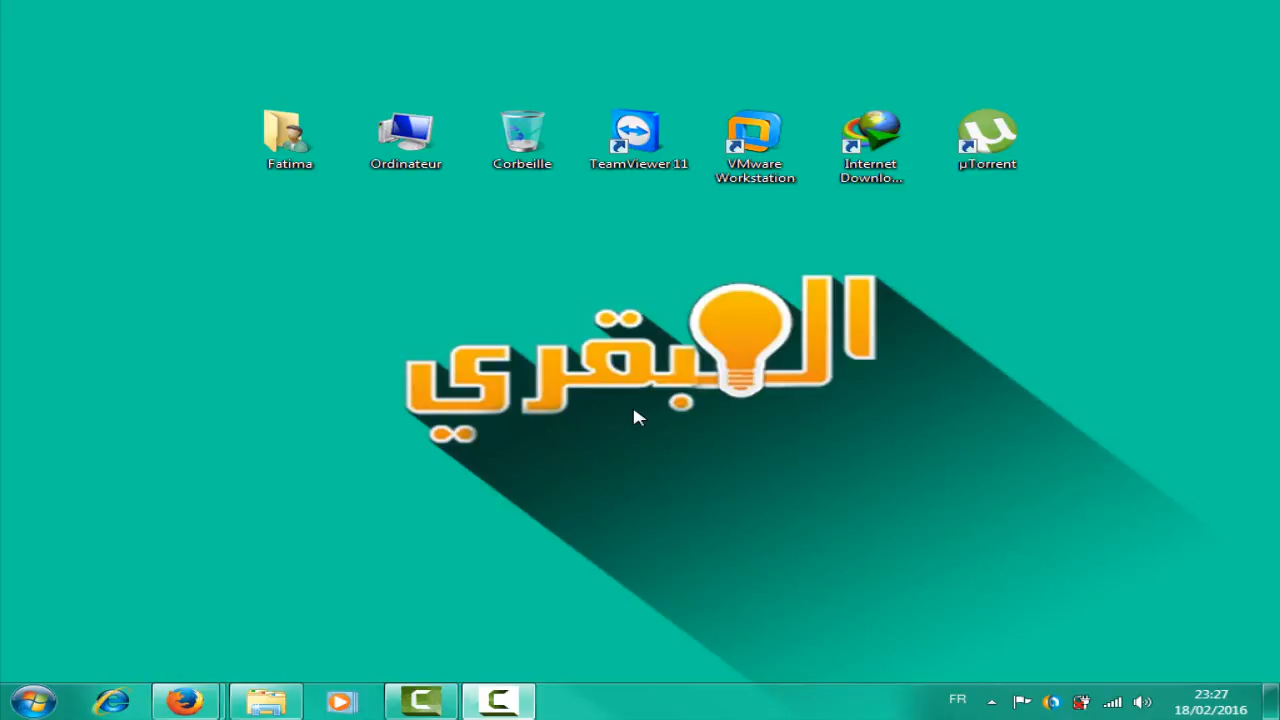 Fatima
Ordinateur
Corbeille
TeamViewer 11
VMware
Workstation
Internet
Downlo...
µTorrent
العبقري
FR
23:27
18/02/2016